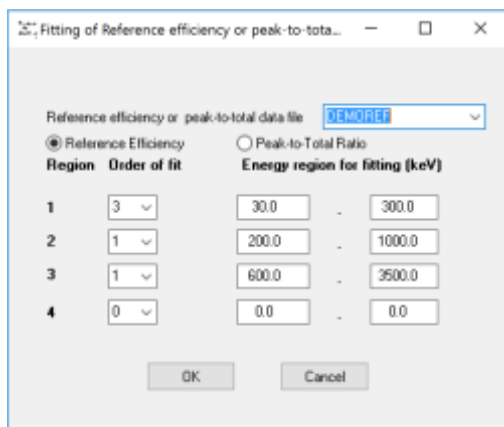 Fitting of Reference efficiency or peak-to-tota...
Reference efficiency or peak-to-total data file DEMOREF
Reference Efficiency Peak-to-Total Ratio
Region Order of fit Energy region for fitting (keV)
1 3 30.0 - 300.0
2 1 200.0 - 1000.0
3 1 600.0 - 3500.0
4 0 0.0 - 0.0
OK Cancel